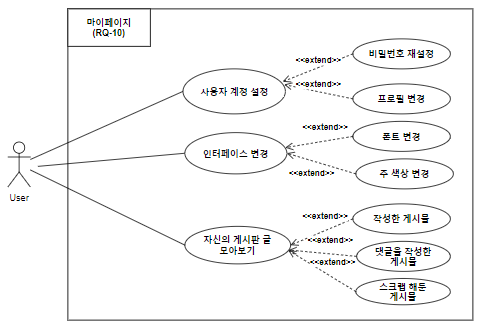 마이페이지
(RQ-10)
비밀번호 재설정
<<extend>>
사용자 계정 설정
<<extend>>
프로필 변경
<<extend>>
폰트 변경
인터페이스 변경
<<extend>>
주 색상 변경
User
<<extend>>
작성한 게시물
자신의 게시판 글
모아보기
<<extend>>
댓글을 작성한
게시물
<<extend>>
스크랩 해둔
게시물